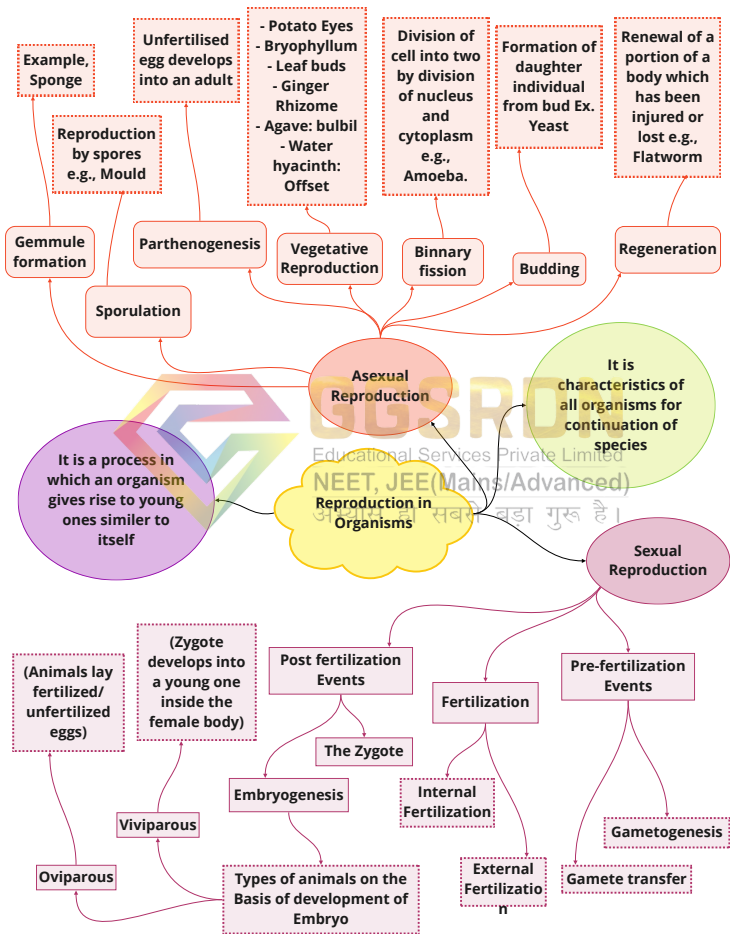 Example,
Sponge
Reproduction
by spores
e.g., Mould
Unfertilised
egg develops
into an adult
- Potato Eyes
- Bryophyllum
- Leaf buds
- Ginger
Rhizome
- Agave: bulbil
- Water
hyacinth:
Offset
Division of
cell into two
by division
of nucleus
and
cytoplasm
e.g.,
Amoeba.
Formation of
daughter
individual
from bud Ex.
Yeast
Renewal of a
portion of a
body which
has been
injured or
lost e.g.,
Flatworm
Gemmule
formation
Sporulation
Parthenogenesis
Vegetative
Reproduction
Binnary
fission
Budding
Regeneration
Asexual
Reproduction
It is
characteristics of
all organisms for
continuation of
species
GGSRDN
Educational Services Private Limited
NEET, JEE(Mains/Advanced)
अभ्यास ही सबसे बड़ा गुरू है।
It is a process in
which an organism
gives rise to young
ones similer to
itself
Reproduction in
Organisms
Sexual
Reproduction
Post fertilization
Events
Fertilization
Pre-fertilization
Events
The Zygote
Embryogenesis
Internal
Fertilization
External
Fertilizatio
n
Gametogenesis
Gamete transfer
(Animals lay
fertilized/
unfertilized
eggs)
(Zygote
develops into
a young one
inside the
female body)
Viviparous
Oviparous
Types of animals on the
Basis of development of
Embryo